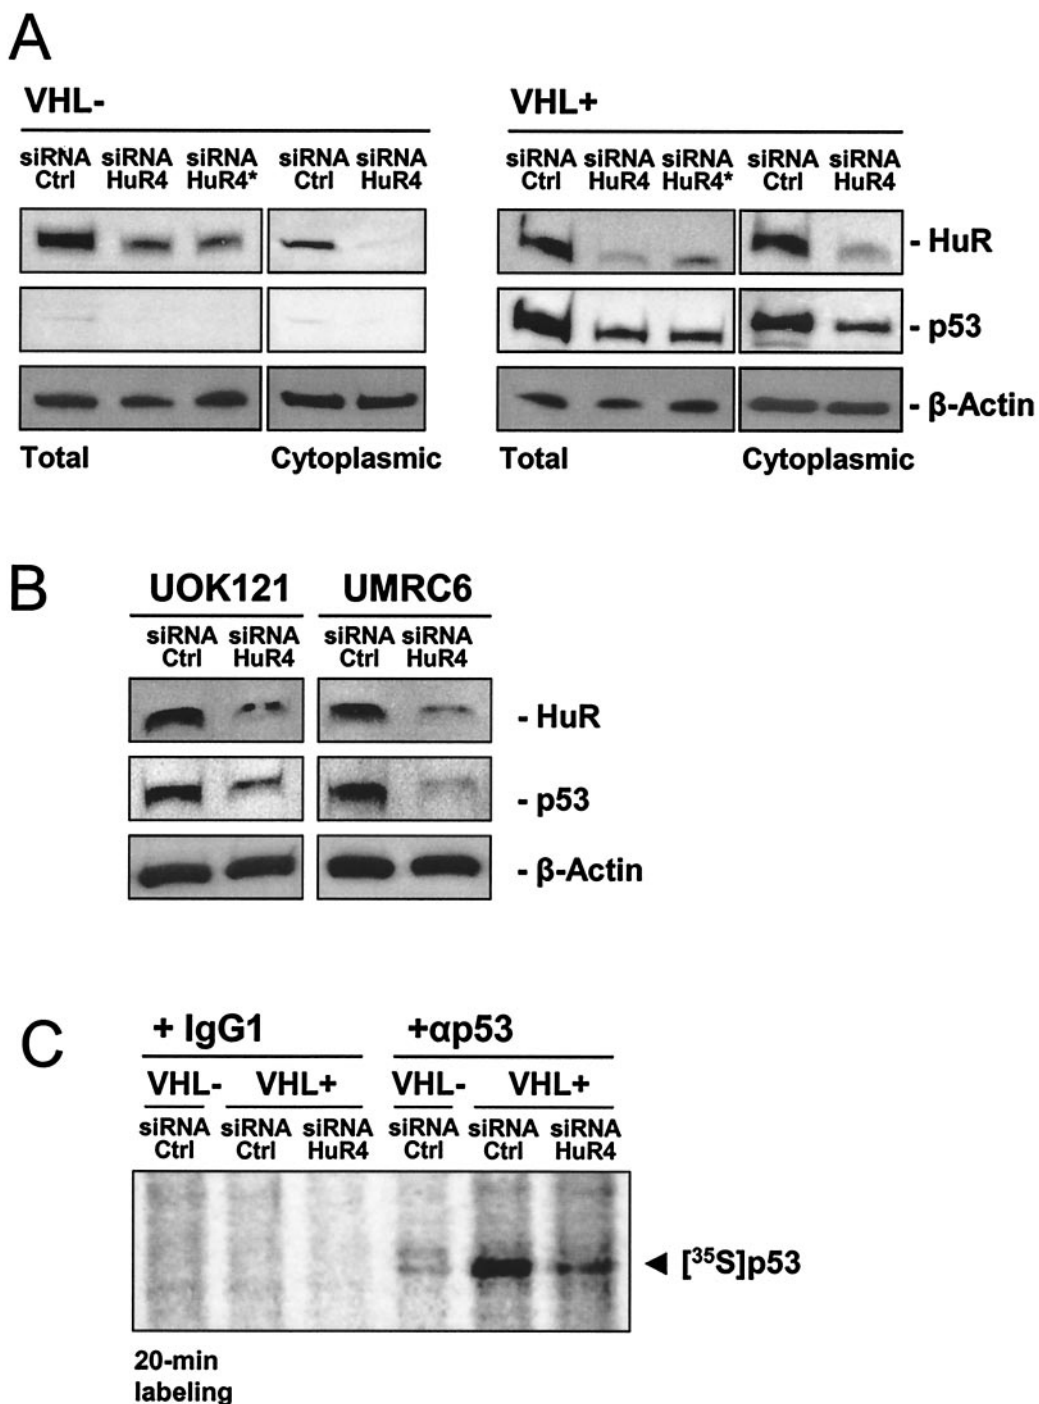 A
VHL-
VHL+
siRNA siRNA siRNA siRNA siRNA
Ctrl HuR4 HuR4* Ctrl HuR4
siRNA siRNA siRNA siRNA siRNA
Ctrl HuR4 HuR4* Ctrl HuR4
- HuR
- p53
- β-Actin
Total
Cytoplasmic
Total
Cytoplasmic
B
UOK121
UMRC6
siRNA siRNA
Ctrl HuR4
siRNA siRNA
Ctrl HuR4
- HuR
- p53
- β-Actin
C
+ IgG1
+αp53
VHL-
VHL+
VHL-
VHL+
siRNA siRNA siRNA siRNA siRNA siRNA
Ctrl Ctrl HuR4 Ctrl Ctrl HuR4
◄ [³⁵S]p53
20-min
labeling